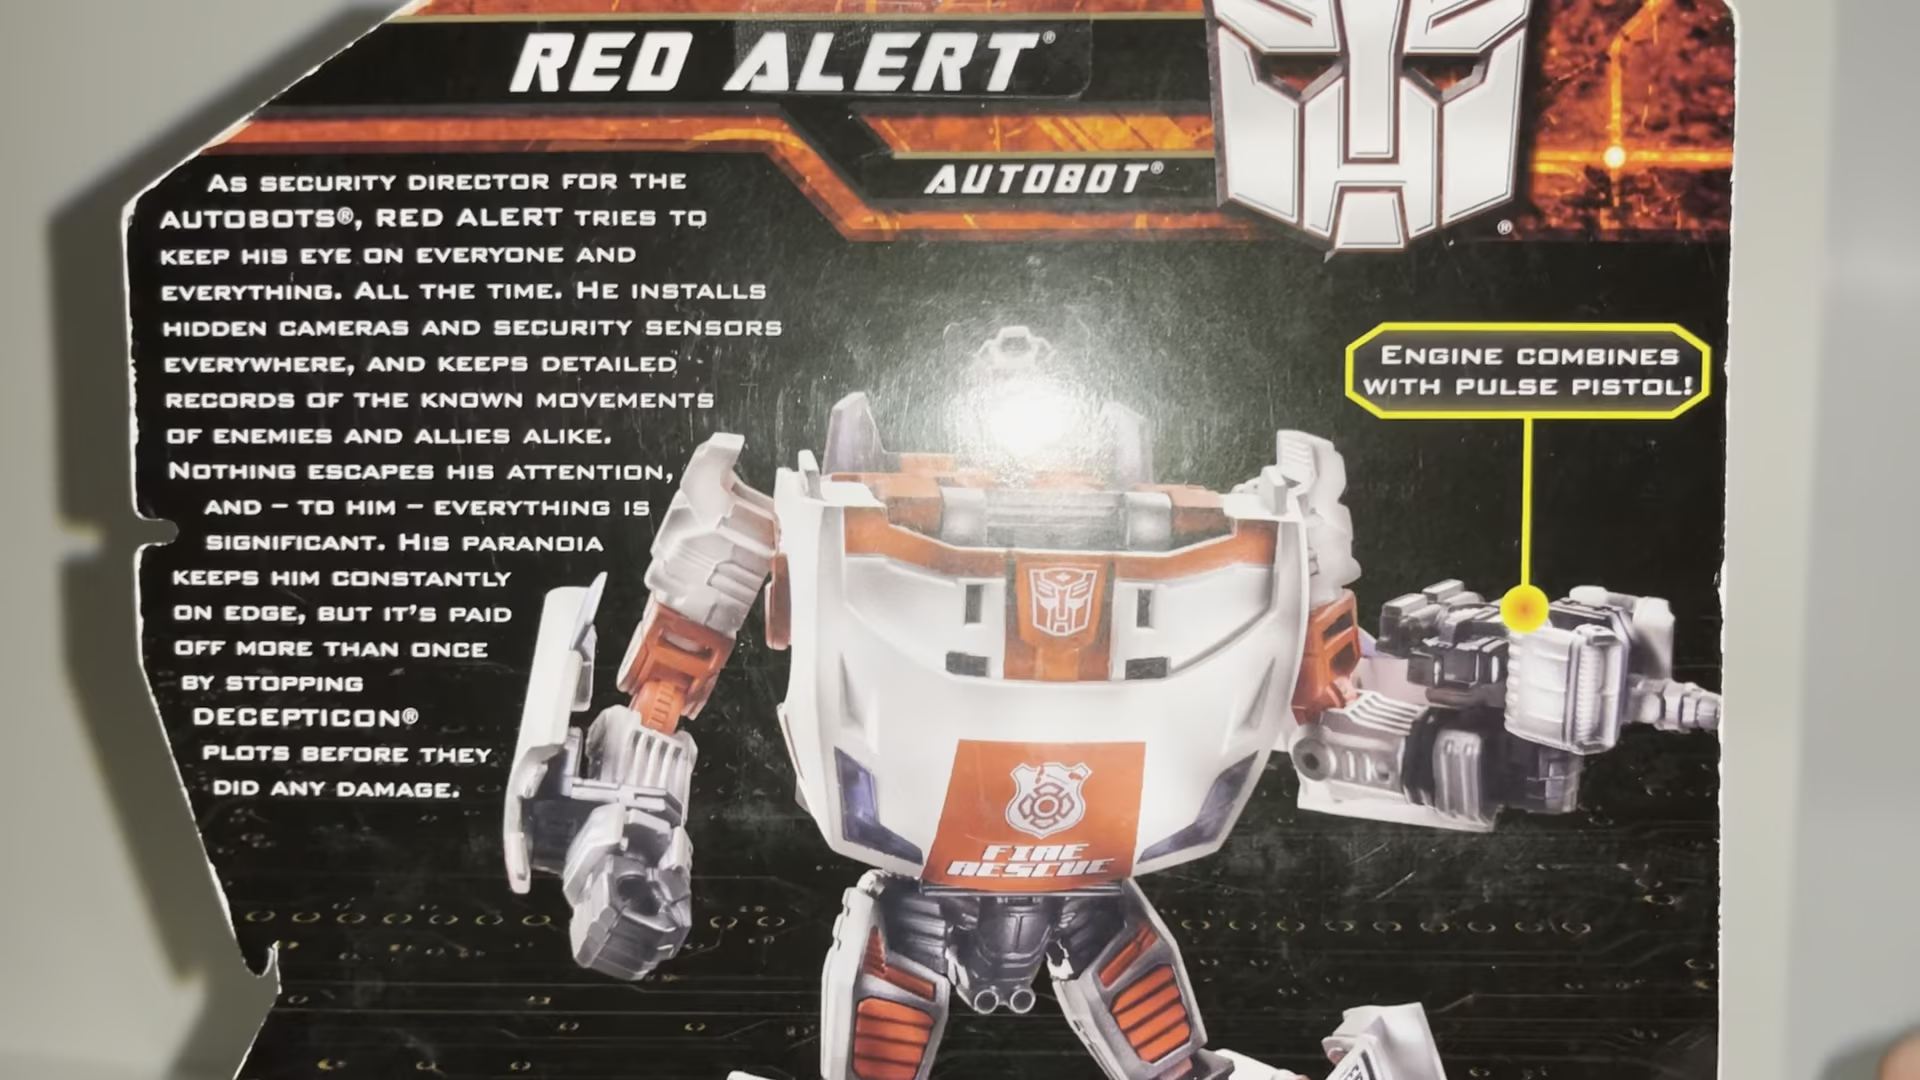 RED ALERT®
AUTOBOT®
AS SECURITY DIRECTOR FOR THE
AUTOBOTS®, RED ALERT TRIES TO
KEEP HIS EYE ON EVERYONE AND
EVERYTHING. ALL THE TIME. HE INSTALLS
HIDDEN CAMERAS AND SECURITY SENSORS
EVERYWHERE, AND KEEPS DETAILED
RECORDS OF THE KNOWN MOVEMENTS
OF ENEMIES AND ALLIES ALIKE.
NOTHING ESCAPES HIS ATTENTION,
AND – TO HIM – EVERYTHING IS
SIGNIFICANT. HIS PARANOIA
KEEPS HIM CONSTANTLY
ON EDGE, BUT IT'S PAID
OFF MORE THAN ONCE
BY STOPPING
DECEPTICON®
PLOTS BEFORE THEY
DID ANY DAMAGE.
®
ENGINE COMBINES
WITH PULSE PISTOL!
FIRE
RESCUE